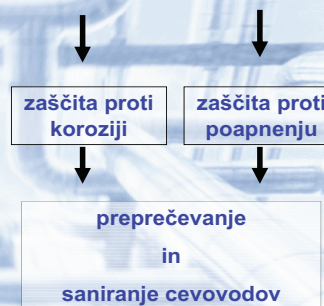 zaščita proti
koroziji
zaščita proti
poapnenju
preprečevanje
in
saniranje cevovodov